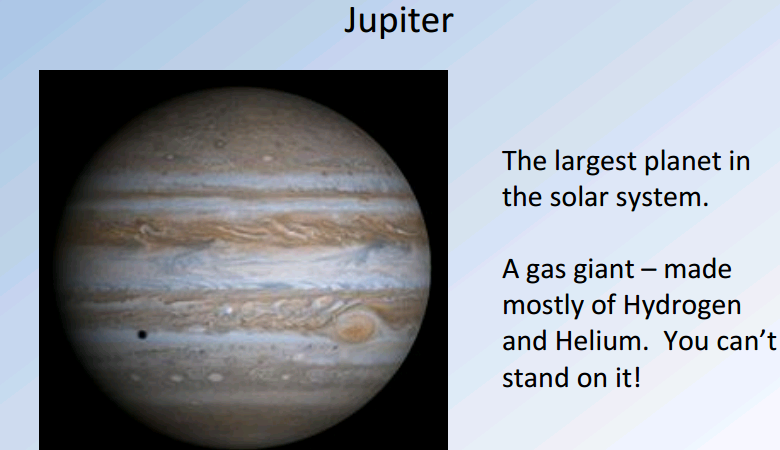 Jupiter
The largest planet in
the solar system.
A gas giant – made
mostly of Hydrogen
and Helium.  You can’t
stand on it!